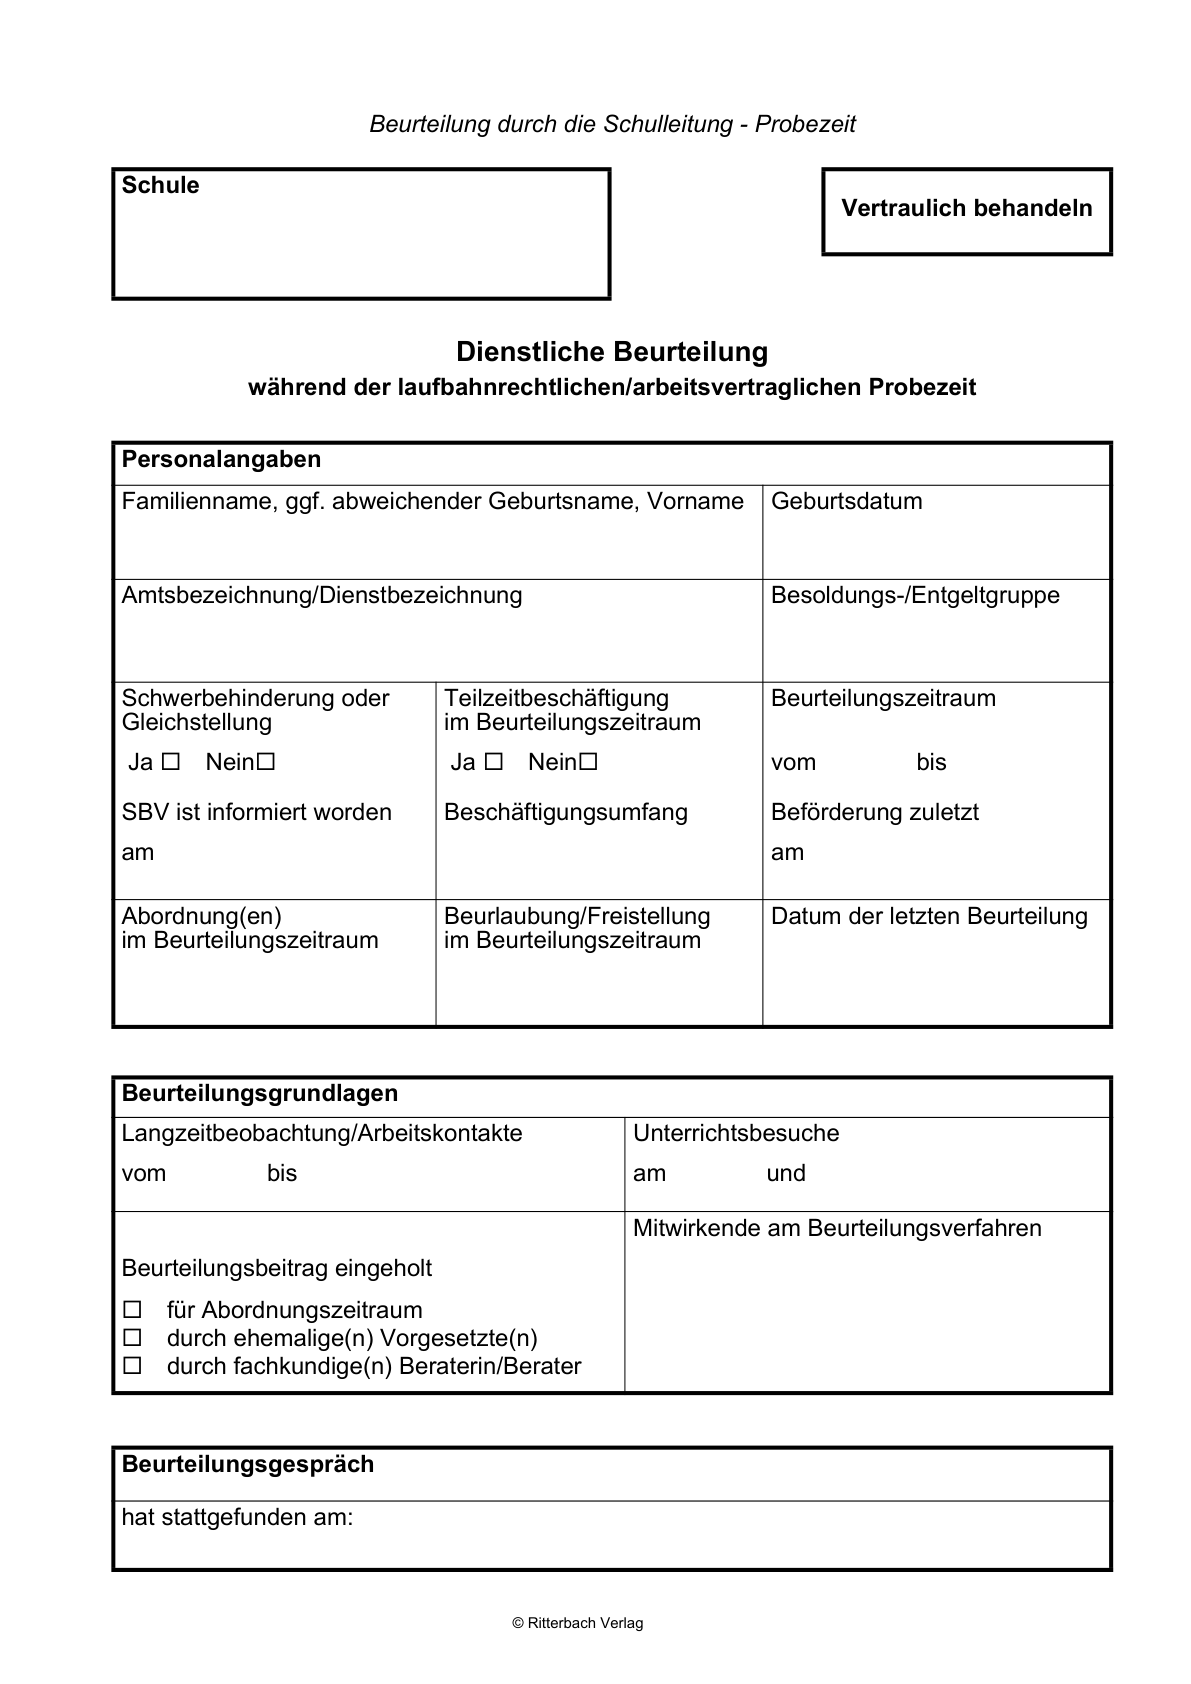 Beurteilung durch die Schulleitung - Probezeit
Schule
Vertraulich behandeln
Dienstliche Beurteilung
während der laufbahnrechtlichen/arbeitsvertraglichen Probezeit
Personalangaben
Familienname, ggf. abweichender Geburtsname, Vorname
Geburtsdatum
Amtsbezeichnung/Dienstbezeichnung
Besoldungs-/Entgeltgruppe
Schwerbehinderung oder
Gleichstellung
Ja ☐ Nein☐
SBV ist informiert worden
am
Teilzeitbeschäftigung
im Beurteilungszeitraum
Ja ☐ Nein☐
Beschäftigungsumfang
Beurteilungszeitraum
vom bis
Beförderung zuletzt
am
Abordnung(en)
im Beurteilungszeitraum
Beurlaubung/Freistellung
im Beurteilungszeitraum
Datum der letzten Beurteilung
Beurteilungsgrundlagen
Langzeitbeobachtung/Arbeitskontakte
vom bis
Unterrichtsbesuche
am und
Beurteilungsbeitrag eingeholt
☐ für Abordnungszeitraum
☐ durch ehemalige(n) Vorgesetzte(n)
☐ durch fachkundige(n) Beraterin/Berater
Mitwirkende am Beurteilungsverfahren
Beurteilungsgespräch
hat stattgefunden am:
© Ritterbach Verlag